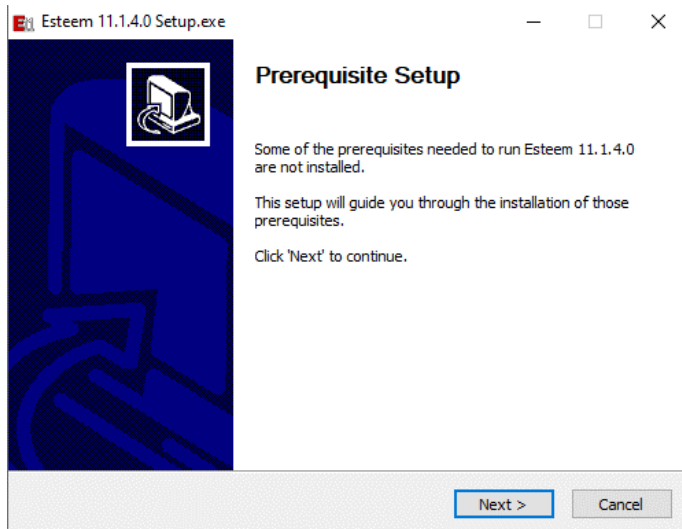 Esteem 11.1.4.0 Setup.exe
Prerequisite Setup
Some of the prerequisites needed to run Esteem 11.1.4.0
are not installed.
This setup will guide you through the installation of those
prerequisites.
Click 'Next' to continue.
Next >
Cancel